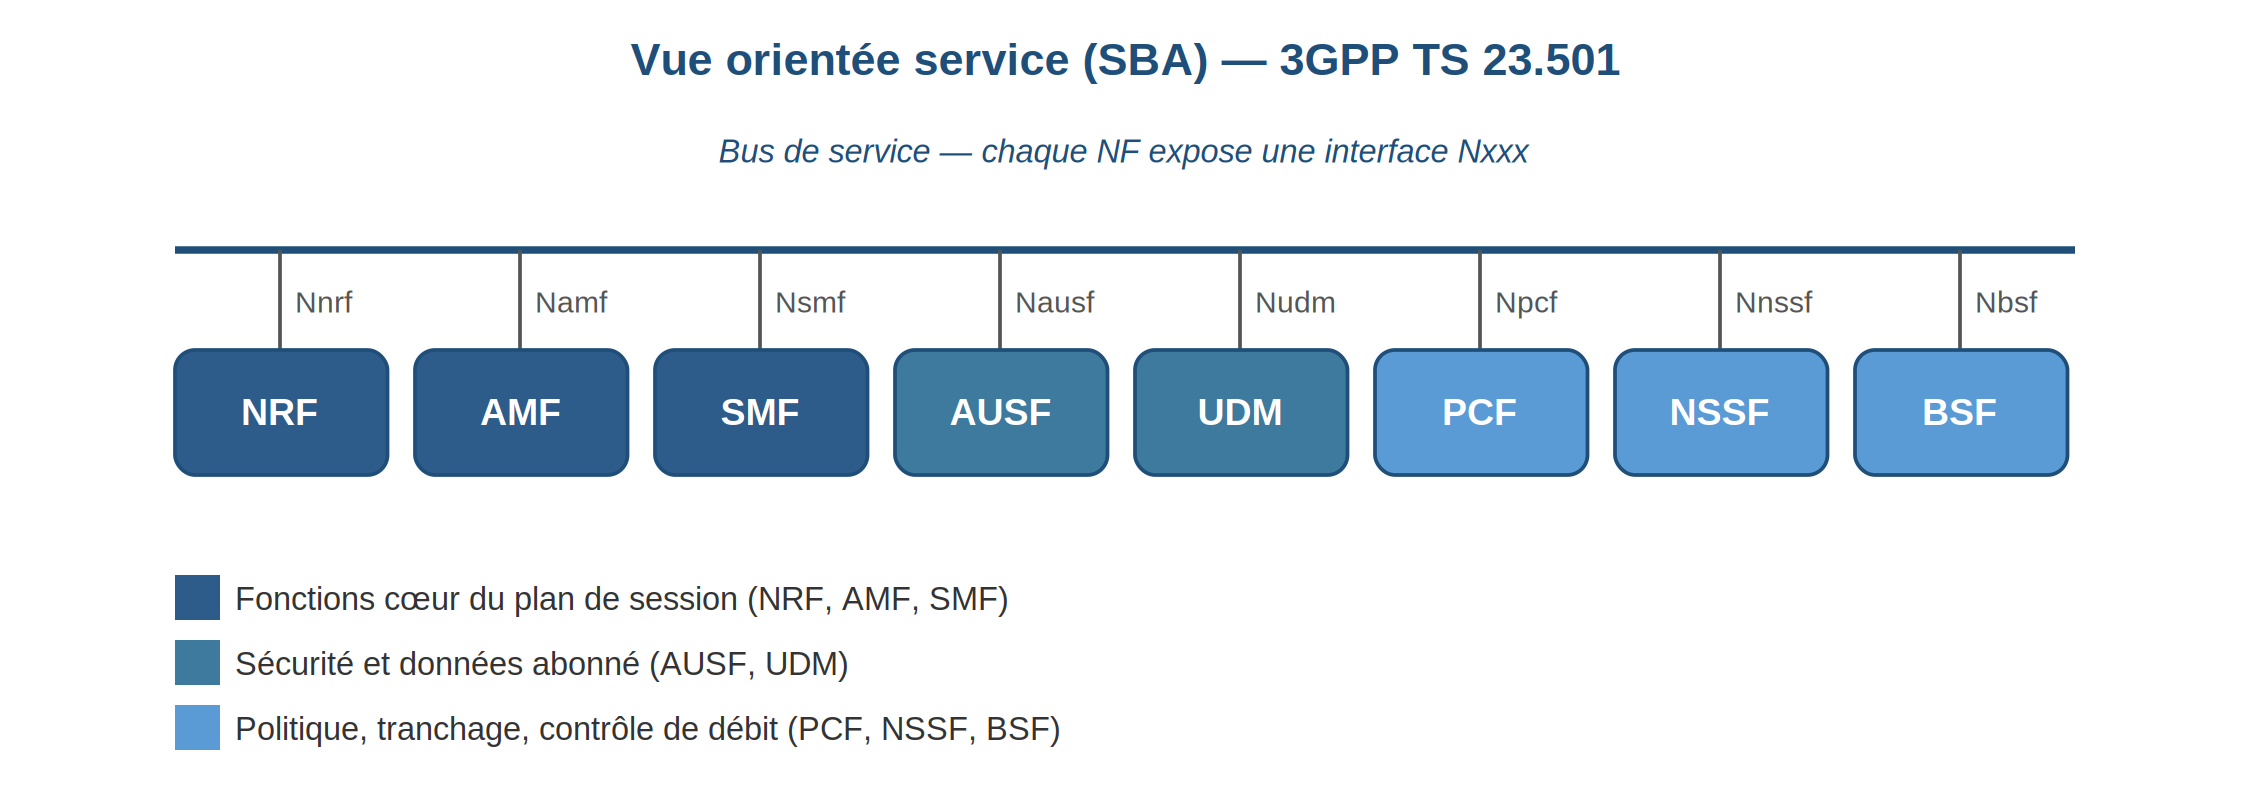 Vue orientée service (SBA) — 3GPP TS 23.501
Bus de service — chaque NF expose une interface Nxxx
Nnrf Namf Nsmf Nausf Nudm Npcf Nnssf Nbsf
NRF AMF SMF AUSF UDM PCF NSSF BSF
Fonctions cœur du plan de session (NRF, AMF, SMF)
Sécurité et données abonné (AUSF, UDM)
Politique, tranchage, contrôle de débit (PCF, NSSF, BSF)